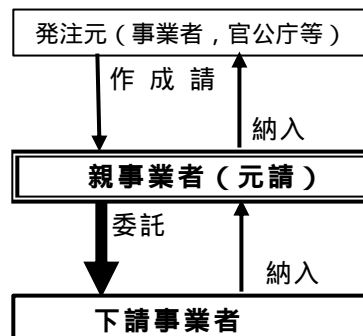 発注元（事業者，官公庁等）
作成請
納入
親事業者（元請）
委託
納入
下請事業者